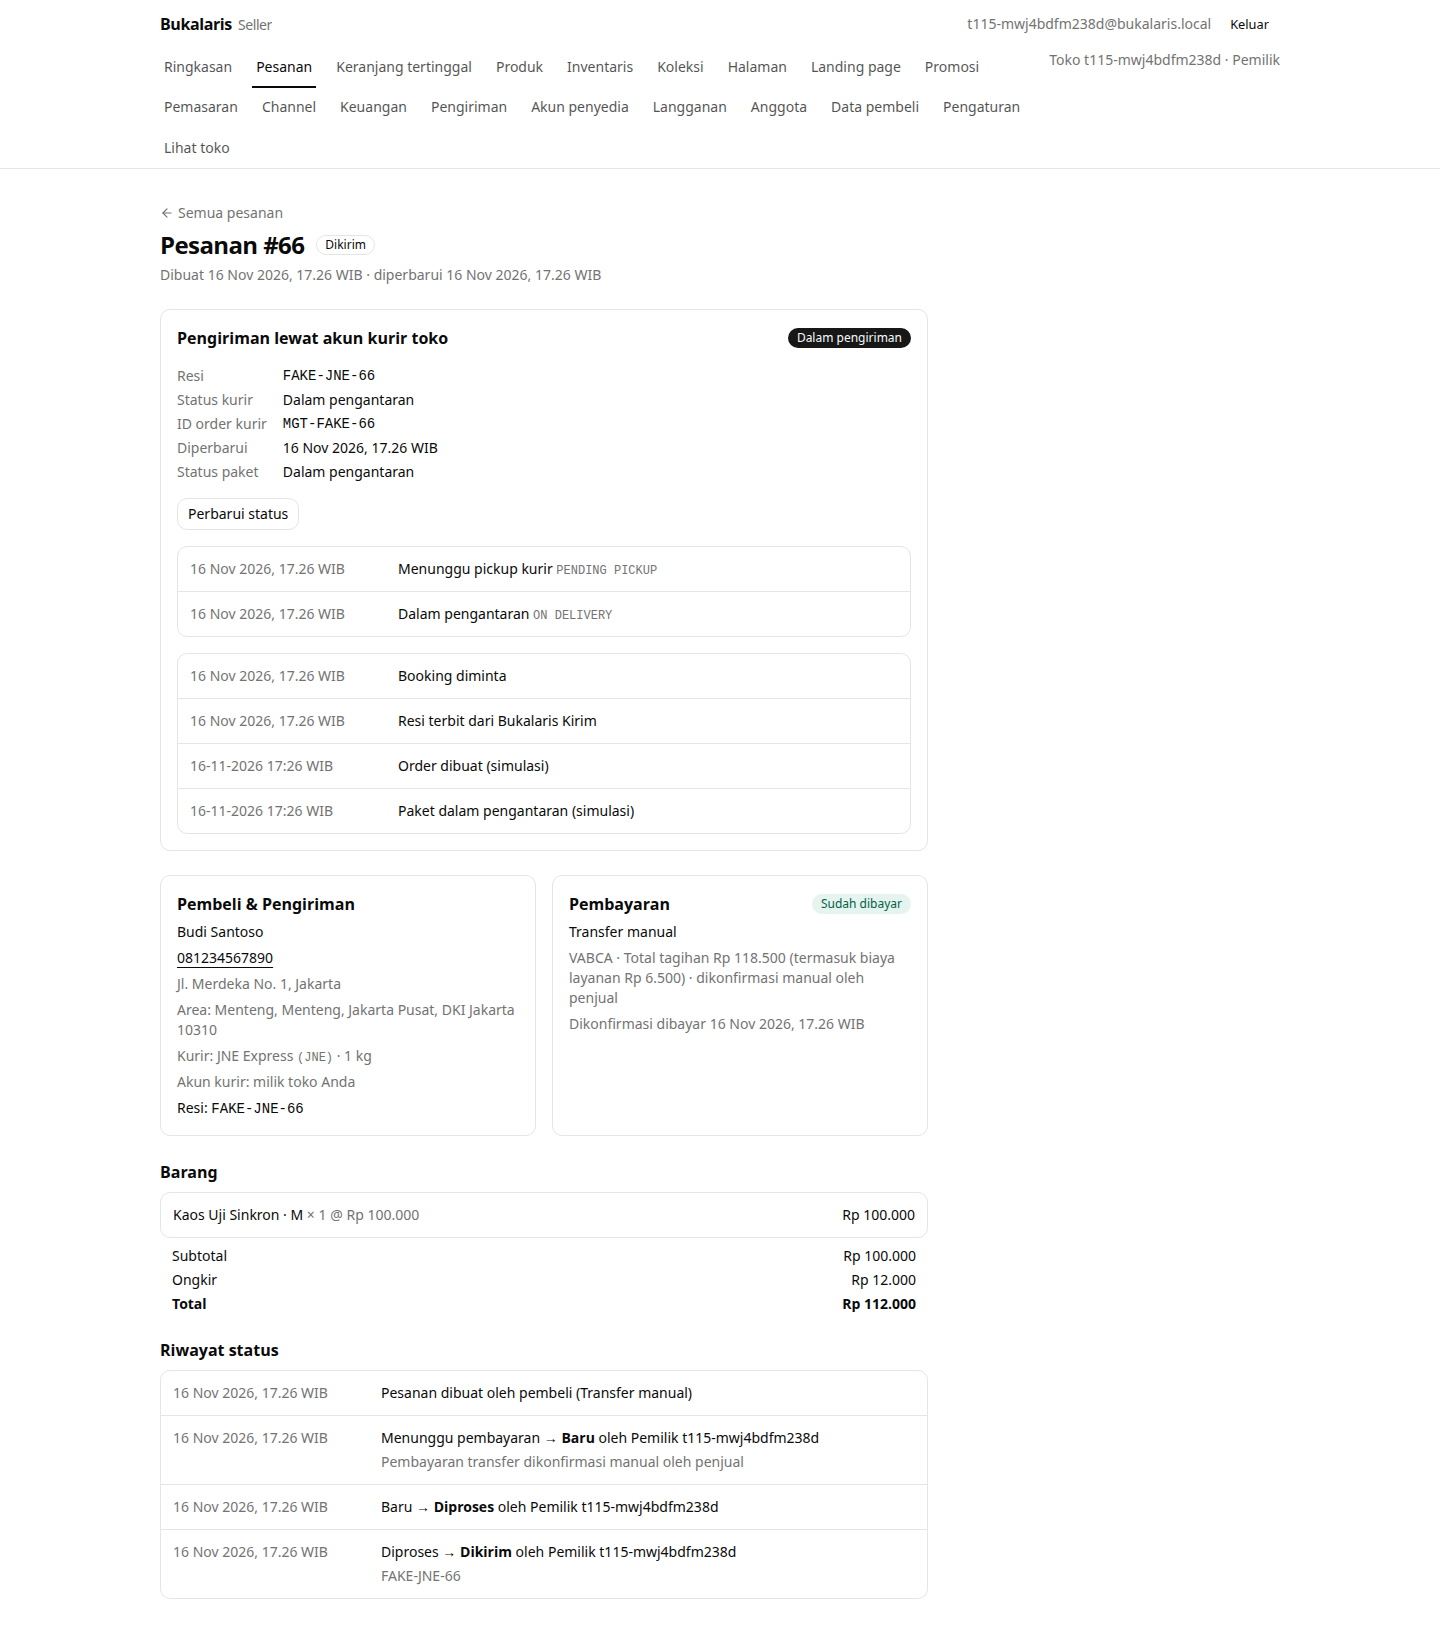 Bukalaris Seller
t115-mwj4bdfm238d@bukalaris.local Keluar
Ringkasan Pesanan Keranjang tertinggal Produk Inventaris Koleksi Halaman Landing page Promosi
Toko t115-mwj4bdfm238d · Pemilik
Pemasaran Channel Keuangan Pengiriman Akun penyedia Langganan Anggota Data pembeli Pengaturan
Lihat toko
← Semua pesanan
Pesanan #66 Dikirim
Dibuat 16 Nov 2026, 17.26 WIB · diperbarui 16 Nov 2026, 17.26 WIB
Pengiriman lewat akun kurir toko Dalam pengiriman
Resi FAKE-JNE-66
Status kurir Dalam pengantaran
ID order kurir MGT-FAKE-66
Diperbarui 16 Nov 2026, 17.26 WIB
Status paket Dalam pengantaran
Perbarui status
16 Nov 2026, 17.26 WIB Menunggu pickup kurir PENDING PICKUP
16 Nov 2026, 17.26 WIB Dalam pengantaran ON DELIVERY
16 Nov 2026, 17.26 WIB Booking diminta
16 Nov 2026, 17.26 WIB Resi terbit dari Bukalaris Kirim
16-11-2026 17:26 WIB Order dibuat (simulasi)
16-11-2026 17:26 WIB Paket dalam pengantaran (simulasi)
Pembeli & Pengiriman
Budi Santoso
081234567890
Jl. Merdeka No. 1, Jakarta
Area: Menteng, Menteng, Jakarta Pusat, DKI Jakarta
10310
Kurir: JNE Express (JNE) · 1 kg
Akun kurir: milik toko Anda
Resi: FAKE-JNE-66
Pembayaran Sudah dibayar
Transfer manual
VABCA · Total tagihan Rp 118.500 (termasuk biaya
layanan Rp 6.500) · dikonfirmasi manual oleh
penjual
Dikonfirmasi dibayar 16 Nov 2026, 17.26 WIB
Barang
Kaos Uji Sinkron · M × 1 @ Rp 100.000 Rp 100.000
Subtotal Rp 100.000
Ongkir Rp 12.000
Total Rp 112.000
Riwayat status
16 Nov 2026, 17.26 WIB Pesanan dibuat oleh pembeli (Transfer manual)
16 Nov 2026, 17.26 WIB Menunggu pembayaran → Baru oleh Pemilik t115-mwj4bdfm238d
Pembayaran transfer dikonfirmasi manual oleh penjual
16 Nov 2026, 17.26 WIB Baru → Diproses oleh Pemilik t115-mwj4bdfm238d
16 Nov 2026, 17.26 WIB Diproses → Dikirim oleh Pemilik t115-mwj4bdfm238d
FAKE-JNE-66